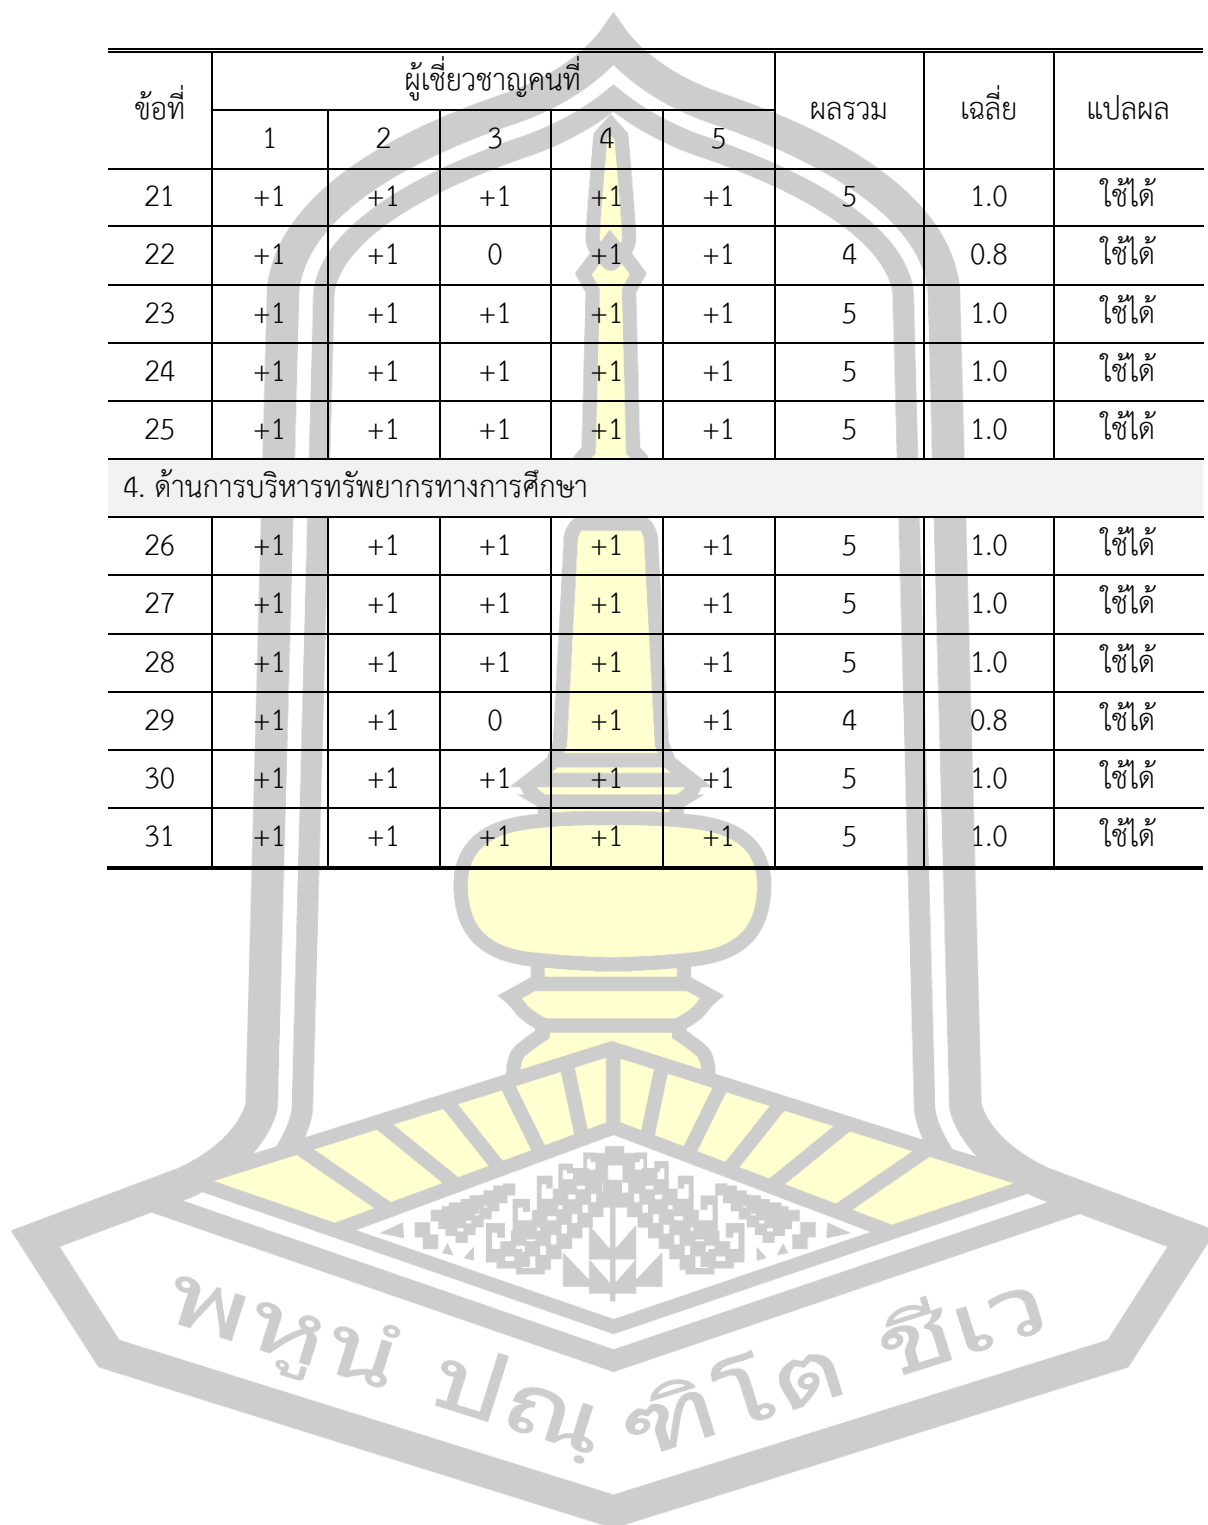 ข้อที่ ผู้เชี่ยวชาญคนที่ ผลรวม เฉลี่ย แปลผล
1 2 3 4 5
21 +1 +1 +1 +1 +1 5 1.0 ใช้ได้
22 +1 +1 0 +1 +1 4 0.8 ใช้ได้
23 +1 +1 +1 +1 +1 5 1.0 ใช้ได้
24 +1 +1 +1 +1 +1 5 1.0 ใช้ได้
25 +1 +1 +1 +1 +1 5 1.0 ใช้ได้
4. ด้านการบริหารทรัพยากรทางการศึกษา
26 +1 +1 +1 +1 +1 5 1.0 ใช้ได้
27 +1 +1 +1 +1 +1 5 1.0 ใช้ได้
28 +1 +1 +1 +1 +1 5 1.0 ใช้ได้
29 +1 +1 0 +1 +1 4 0.8 ใช้ได้
30 +1 +1 +1 +1 +1 5 1.0 ใช้ได้
31 +1 +1 +1 +1 +1 5 1.0 ใช้ได้
พหูนํ ปณฺฑิโต ชีเว